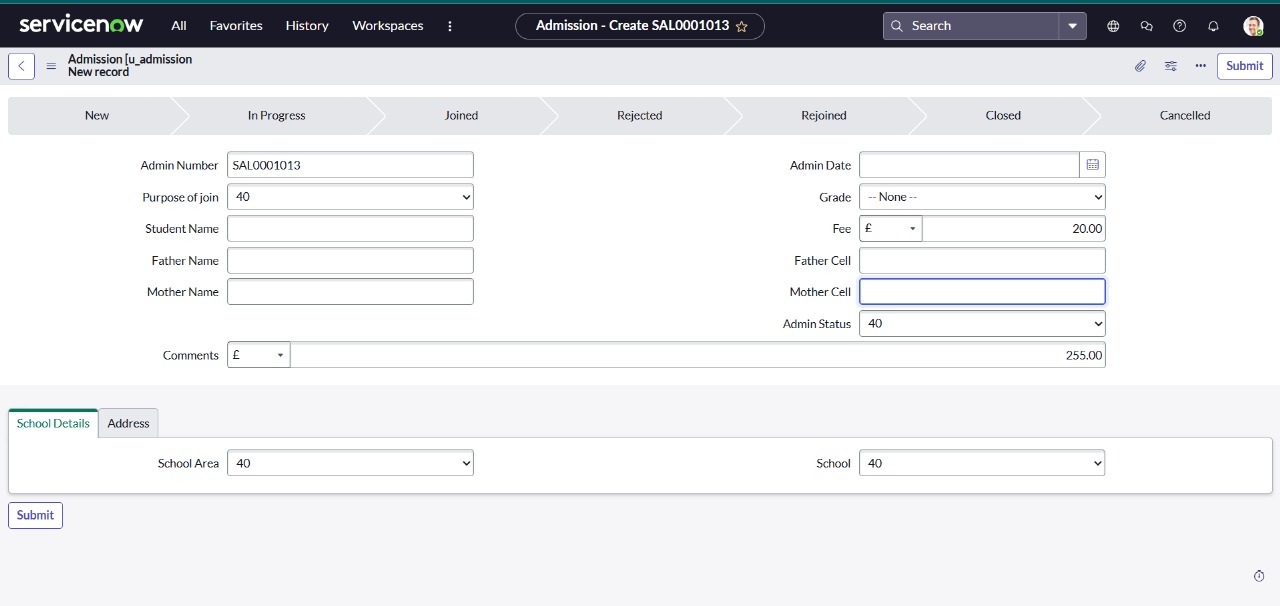 servicenow All Favorites History Workspaces Admission - Create SAL0001013 Search
Admission [u_admission
New record
Submit
New In Progress Joined Rejected Rejoined Closed Cancelled
Admin Number SAL0001013 Admin Date
Purpose of join 40 Grade -- None --
Student Name Fee £ 20.00
Father Name Father Cell
Mother Name Mother Cell
Admin Status 40
Comments £ 255.00
School Details Address
School Area 40 School 40
Submit